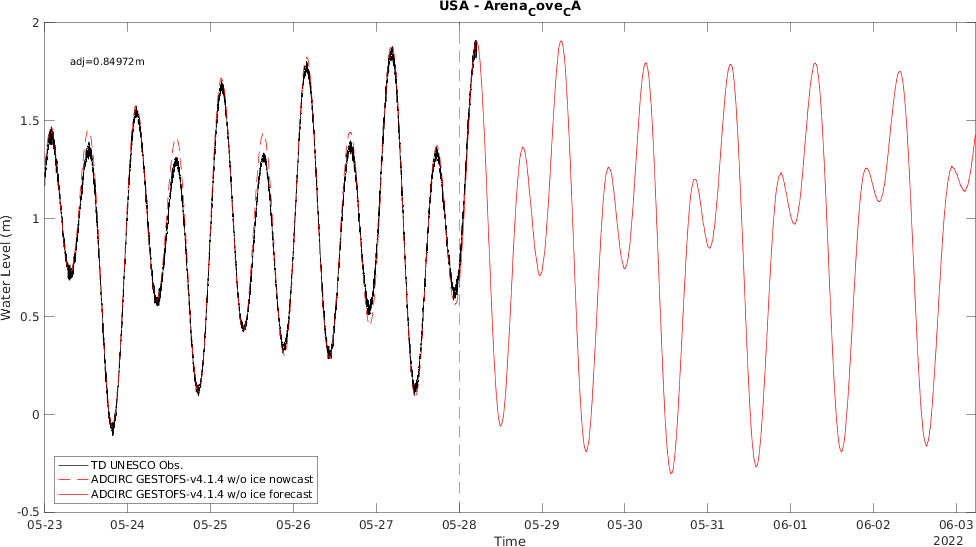 USA - ArenaCoveCA
adj=0.84972m
2
1.5
1
0.5
0
-0.5
Water Level (m)
TD UNESCO Obs.
ADCIRC GESTOFS-v4.1.4 w/o ice nowcast
ADCIRC GESTOFS-v4.1.4 w/o ice forecast
05-23 05-24 05-25 05-26 05-27 05-28 05-29 05-30 05-31 06-01 06-02 06-03
Time
2022